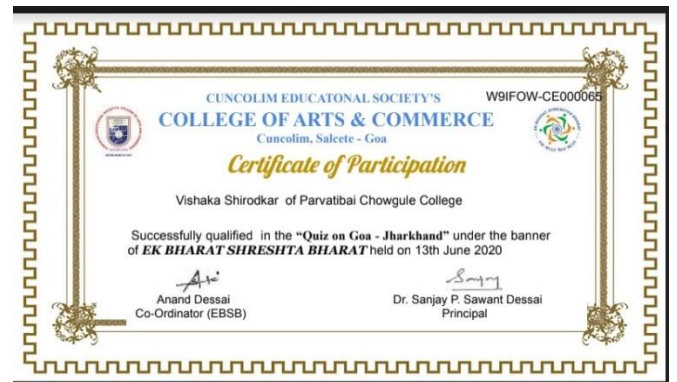 W9IFOW-CE000065
CUNCOLIM EDUCATONAL SOCIETY'S
COLLEGE OF ARTS & COMMERCE
Cuncolim, Salcete - Goa
Certificate of Participation
Vishaka Shirodkar of Parvatibai Chowgule College
Successfully qualified in the "Quiz on Goa - Jharkhand" under the banner
of EK BHARAT SHRESHTA BHARAT held on 13th June 2020
Anand Dessai
Co-Ordinator (EBSB)
Dr. Sanjay P. Sawant Dessai
Principal